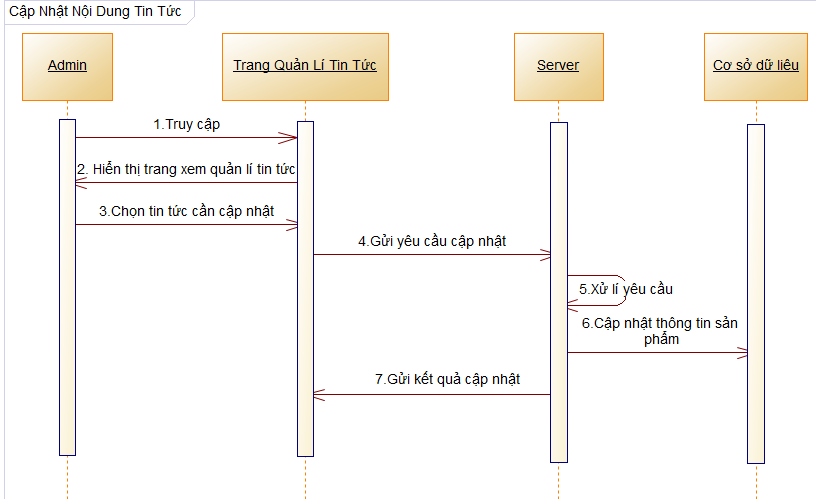 Cập Nhật Nội Dung Tin Tức
Admin
Trang Quản Lí Tin Tức
Server
Cơ sở dữ liêu
1.Truy cập
2. Hiển thị trang xem quản lí tin tức
3.Chọn tin tức cần cập nhật
4.Gửi yêu cầu cập nhật
5.Xử lí yêu cầu
6.Cập nhật thông tin sản
phẩm
7.Gửi kết quả cập nhật